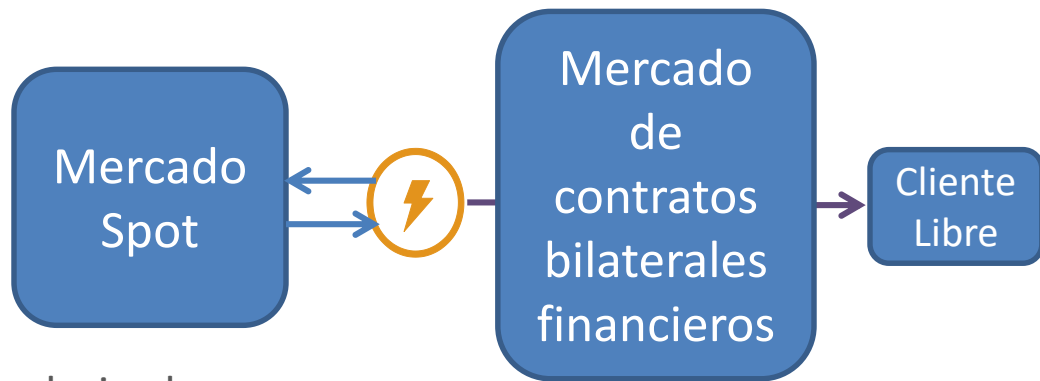 Mercado
Spot
Mercado
de
contratos
bilaterales
financieros
Cliente
Libre